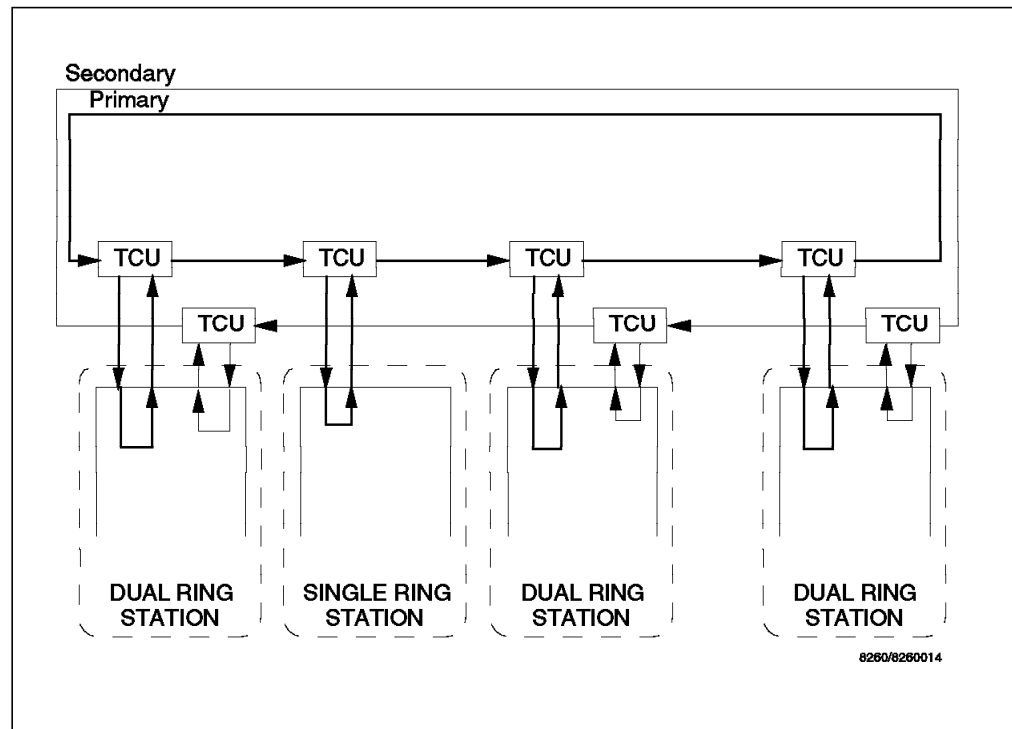 Secondary
Primary
TCU
TCU
TCU
TCU
TCU
TCU
TCU
DUAL RING
STATION
SINGLE RING
STATION
DUAL RING
STATION
DUAL RING
STATION
8260/8260014